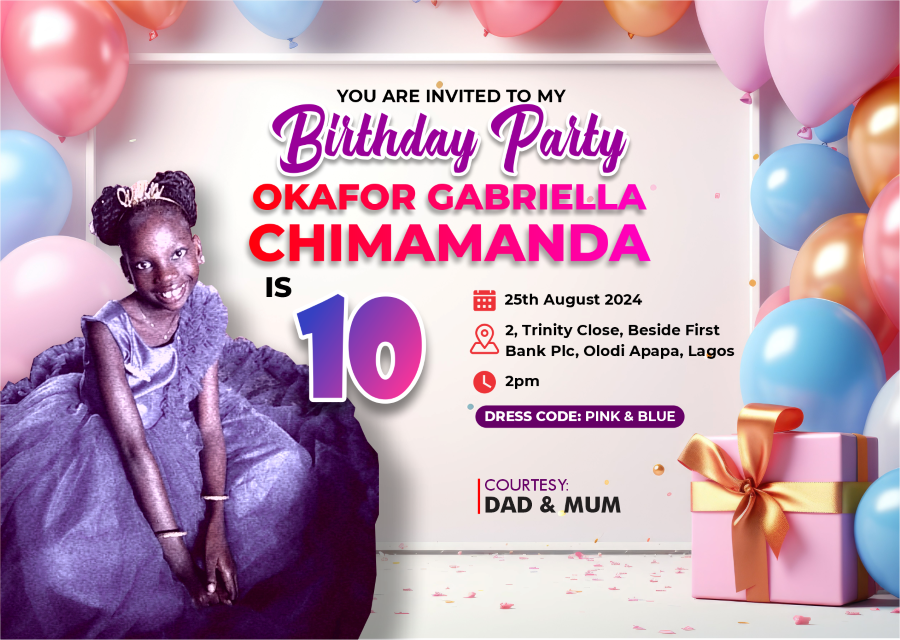 YOU ARE INVITED TO MY
Birthday Party
OKAFOR GABRIELLA
CHIMAMANDA
IS
10
25th August 2024
2, Trinity Close, Beside First
Bank Plc, Olodi Apapa, Lagos
2pm
DRESS CODE: PINK & BLUE
COURTESY:
DAD & MUM